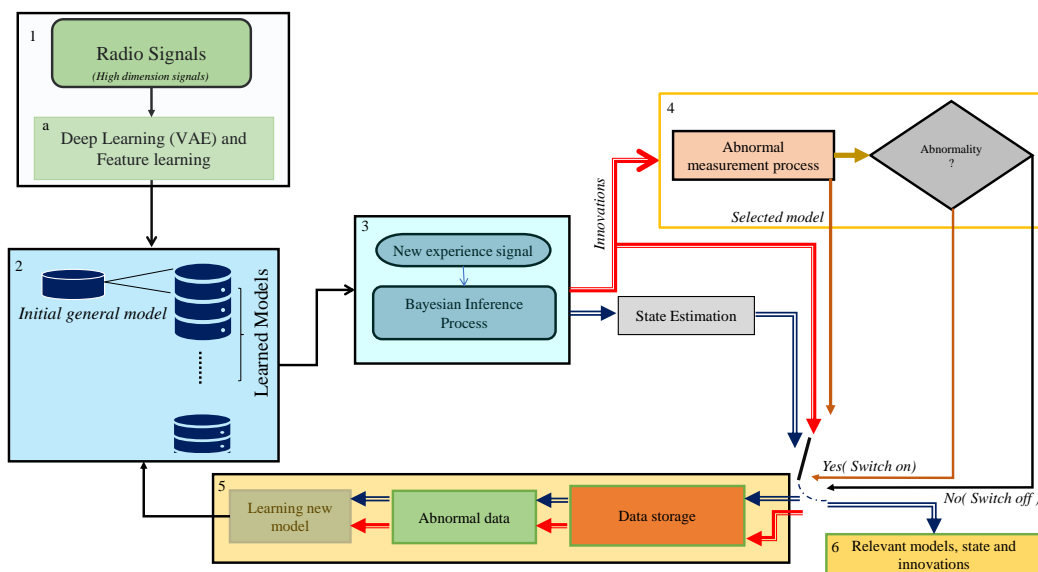 1
Radio Signals
(High dimension signals)
a
Deep Learning (VAE) and
Feature learning
2
Initial general model
Learned Models
3
New experience signal
Bayesian Inference
Process
Innovations
State Estimation
4
Abnormal
measurement process
Abnormality
?
Selected model
Yes( Switch on)
No( Switch off )
5
Learning new
model
Abnormal data
Data storage
6
Relevant models, state and
innovations